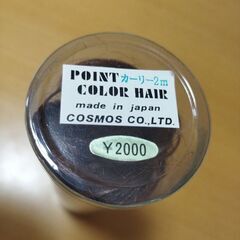 POINT カーリー2m
COLOR HAIR
made in japan
COSMOS CO.,LTD.
¥2000